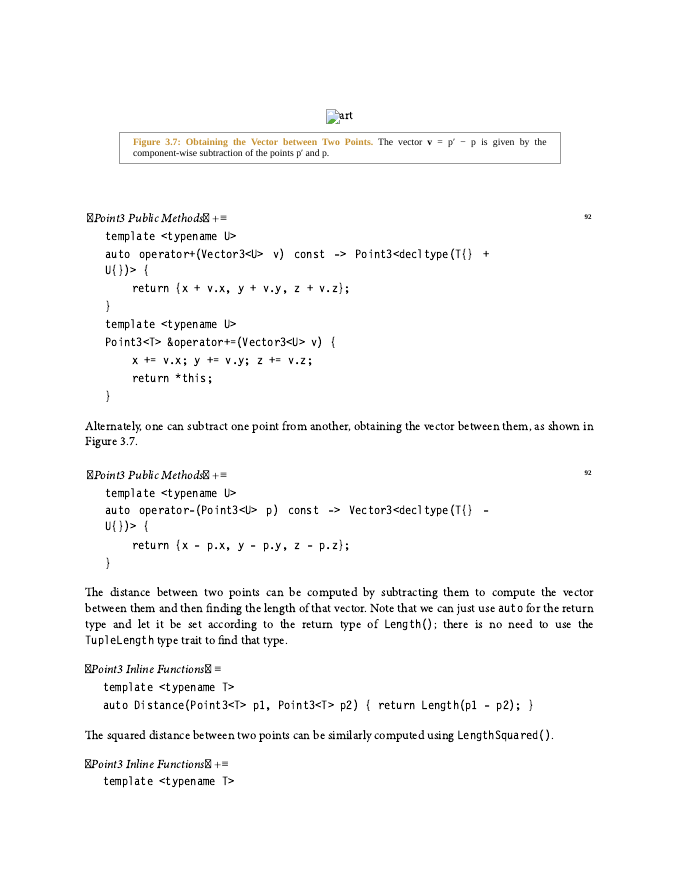 art
Figure 3.7: Obtaining the Vector between Two Points. The vector v = p′ − p is given by the
component-wise subtraction of the points p′ and p.
Point3 Public Methods +≡ 92
template <typename U>
auto operator+(Vector3<U> v) const -> Point3<decltype(T{} +
U{})> {
return {x + v.x, y + v.y, z + v.z};
}
template <typename U>
Point3<T> &operator+=(Vector3<U> v) {
x += v.x; y += v.y; z += v.z;
return *this;
}
Alternately, one can subtract one point from another, obtaining the vector between them, as shown in
Figure 3.7.
Point3 Public Methods +≡ 92
template <typename U>
auto operator-(Point3<U> p) const -> Vector3<decltype(T{} -
U{})> {
return {x - p.x, y - p.y, z - p.z};
}
The distance between two points can be computed by subtracting them to compute the vector
between them and then finding the length of that vector. Note that we can just use auto for the return
type and let it be set according to the return type of Length(); there is no need to use the
TupleLength type trait to find that type.
Point3 Inline Functions ≡
template <typename T>
auto Distance(Point3<T> p1, Point3<T> p2) { return Length(p1 - p2); }
The squared distance between two points can be similarly computed using LengthSquared().
Point3 Inline Functions +≡
template <typename T>